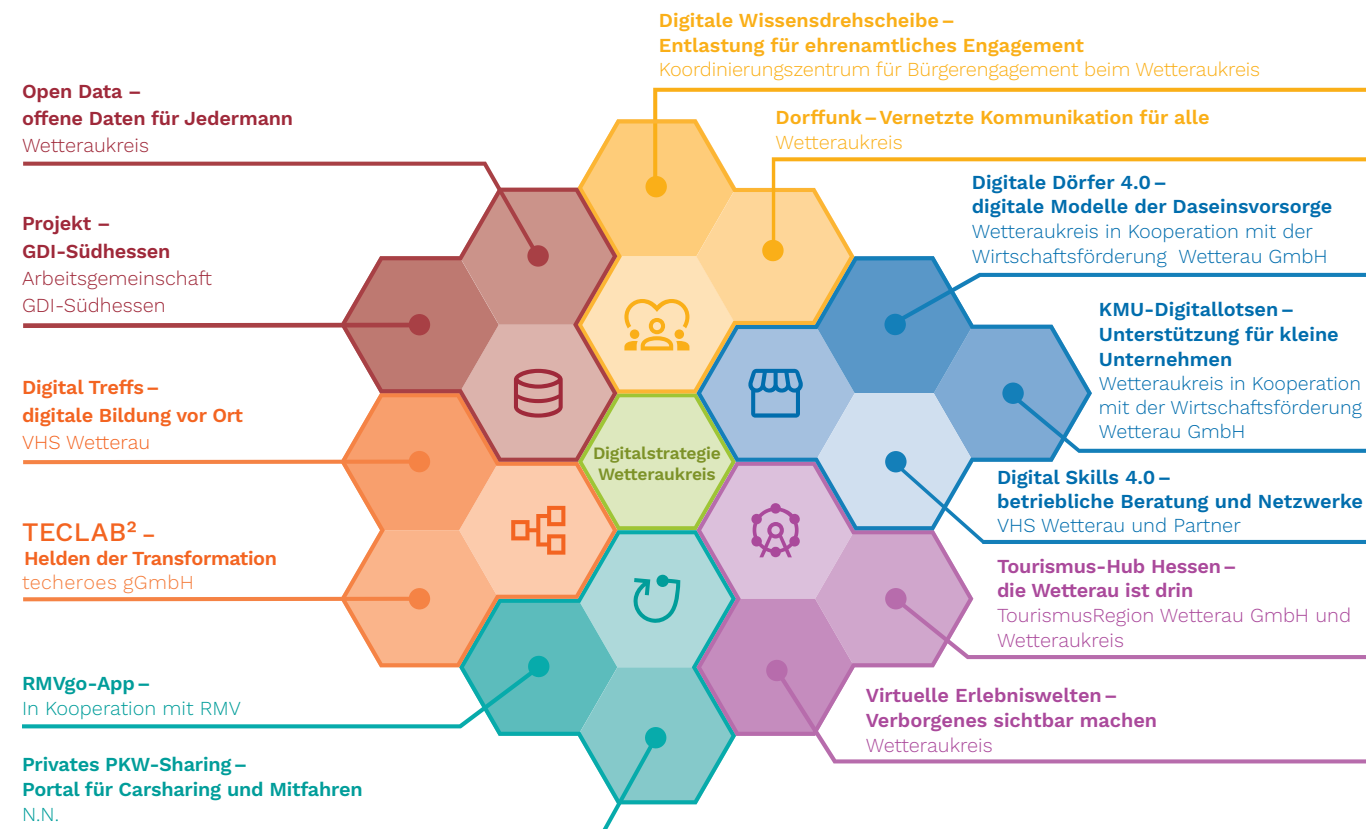 Digitale Wissensdrehscheibe –
Entlastung für ehrenamtliches Engagement
Koordinierungszentrum für Bürgerengagement beim Wetteraukreis
Open Data –
offene Daten für Jedermann
Wetteraukreis
Dorffunk – Vernetzte Kommunikation für alle
Wetteraukreis
Digitale Dörfer 4.0 –
digitale Modelle der Daseinsvorsorge
Wetteraukreis in Kooperation mit der
Wirtschaftsförderung Wetterau GmbH
Projekt –
GDI-Südhessen
Arbeitsgemeinschaft
GDI-Südhessen
KMU-Digitallotsen –
Unterstützung für kleine
Unternehmen
Wetteraukreis in Kooperation
mit der Wirtschaftsförderung
Wetterau GmbH
Digital Treffs –
digitale Bildung vor Ort
VHS Wetterau
Digitalstrategie
Wetteraukreis
Digital Skills 4.0 –
betriebliche Beratung und Netzwerke
VHS Wetterau und Partner
TECLAB² –
Helden der Transformation
techeroes gGmbH
Tourismus-Hub Hessen –
die Wetterau ist drin
TourismusRegion Wetterau GmbH und
Wetteraukreis
RMVgo-App –
In Kooperation mit RMV
Virtuelle Erlebniswelten –
Verborgenes sichtbar machen
Wetteraukreis
Privates PKW-Sharing –
Portal für Carsharing und Mitfahren
N.N.